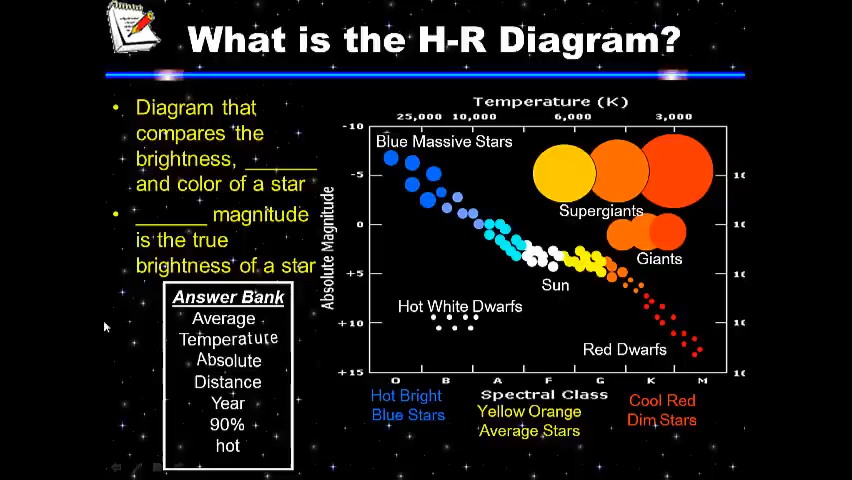 What is the H-R Diagram?
• Diagram that
compares the
brightness, ______
and color of a star
• ______ magnitude
is the true
brightness of a star
Answer Bank
Average
Temperature
Absolute
Distance
Year
90%
hot
Temperature (K)
25,000 10,000 6,000 3,000
Absolute Magnitude
-10
-5
0
+5
+10
+15
Blue Massive Stars
Supergiants
Giants
Sun
Hot White Dwarfs
Red Dwarfs
O B A F G K M
Spectral Class
Hot Bright
Blue Stars
Yellow Orange
Average Stars
Cool Red
Dim Stars